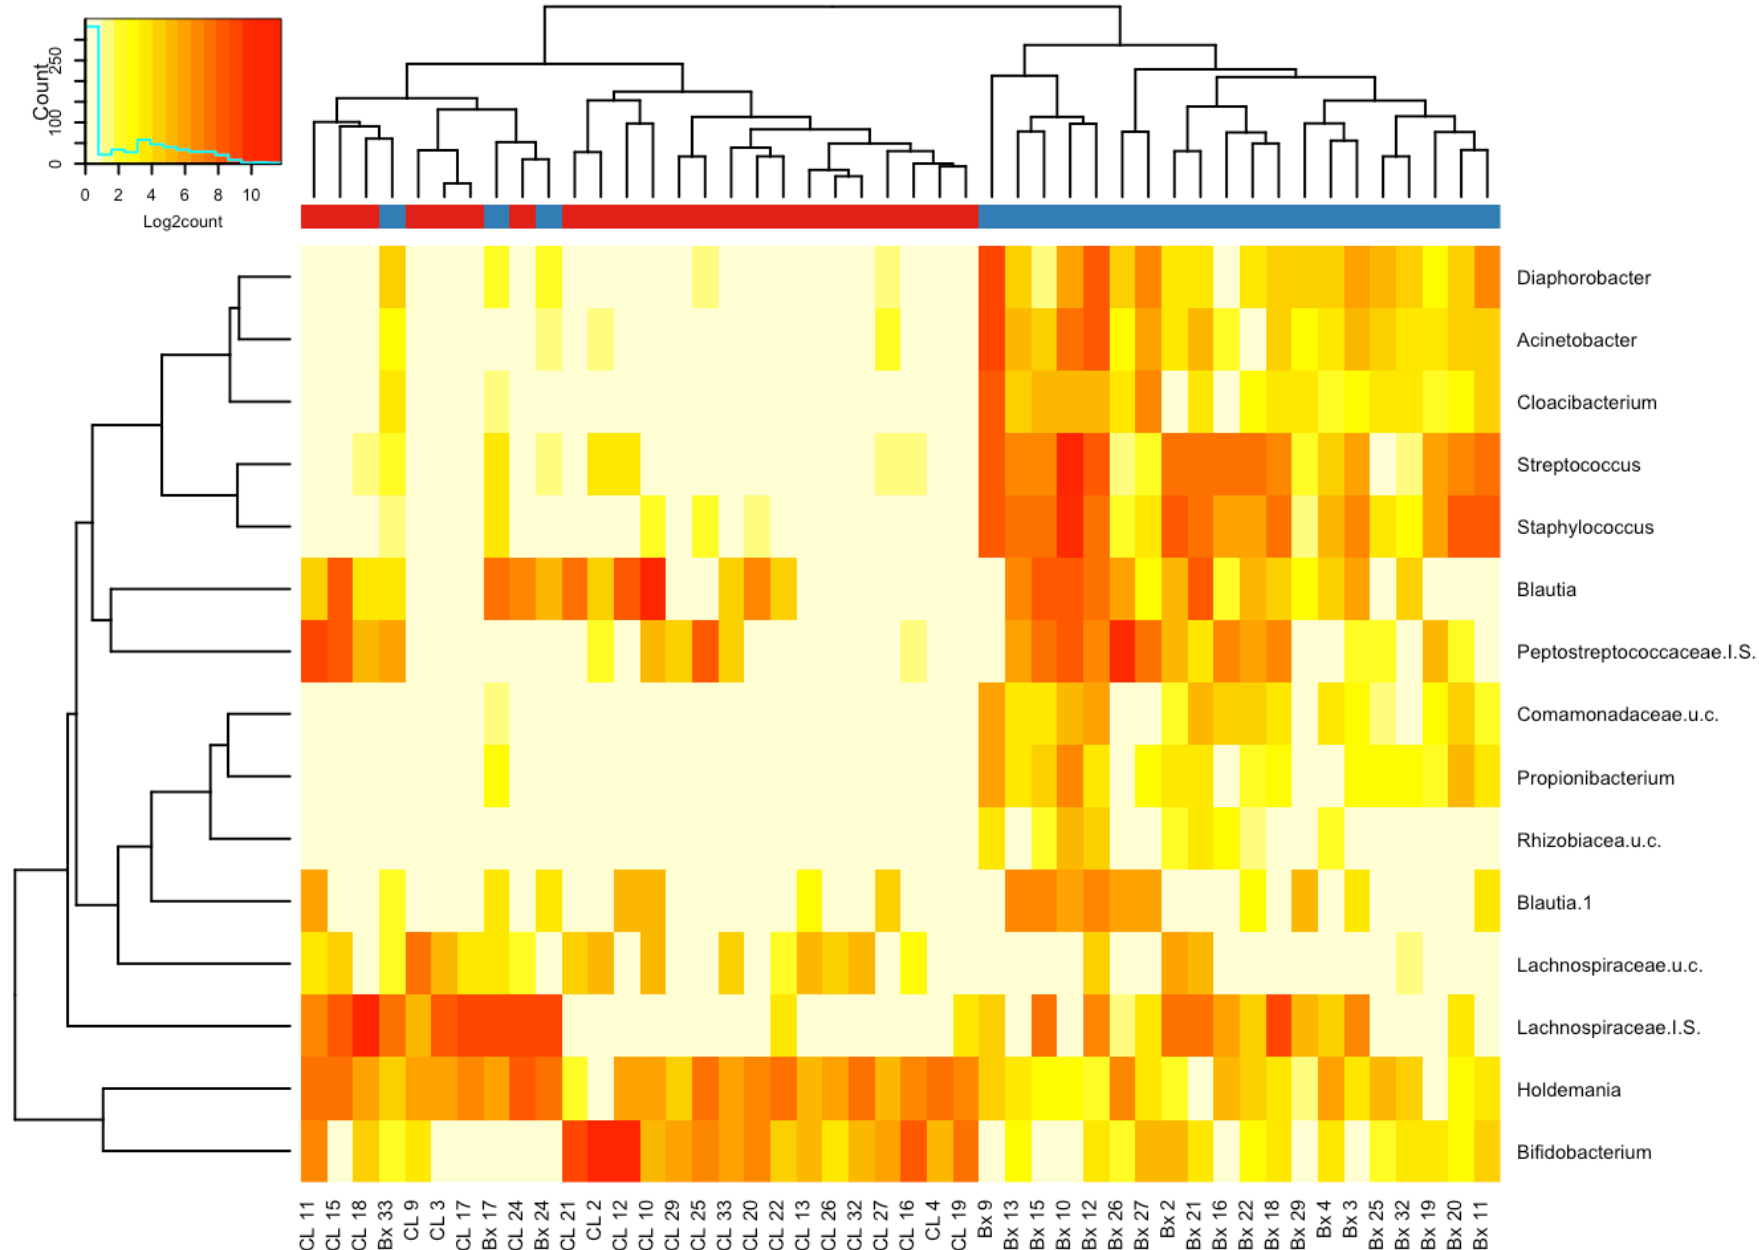 Count
0 100 250
0 2 4 6 8 10
Log2count
Diaphorobacter
Acinetobacter
Cloacibacterium
Streptococcus
Staphylococcus
Blautia
Peptostreptococcaceae.I.S.
Comamonadaceae.u.c.
Propionibacterium
Rhizobiacea.u.c.
Blautia.1
Lachnospiraceae.u.c.
Lachnospiraceae.I.S.
Holdemania
Bifidobacterium
CL 11
CL 15
CL 18
Bx 33
CL 9
CL 3
CL 17
Bx 17
CL 24
Bx 24
CL 21
CL 2
CL 12
CL 10
CL 29
CL 25
CL 33
CL 20
CL 22
CL 13
CL 26
CL 32
CL 27
CL 16
CL 4
CL 19
Bx 9
Bx 13
Bx 15
Bx 10
Bx 12
Bx 26
Bx 27
Bx 2
Bx 21
Bx 16
Bx 22
Bx 18
Bx 29
Bx 4
Bx 3
Bx 25
Bx 32
Bx 19
Bx 20
Bx 11